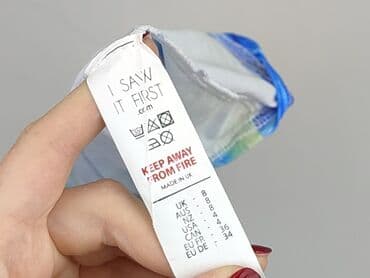 I SAW
IT FIRST
.com
KEEP AWAY
FROM FIRE
MADE IN UK
UK : 8
AUS : 8
NZ : 8
USA : 4
CAN : 4
EU FR : 36
EU DE : 34